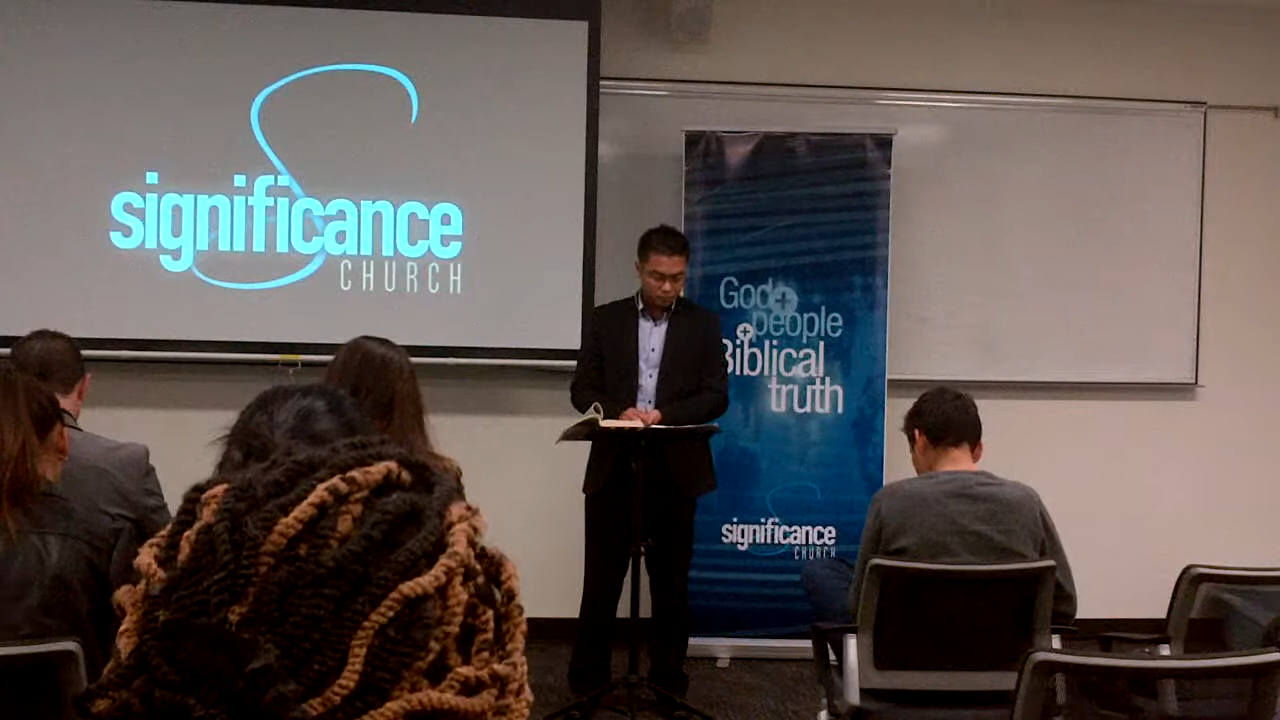 significance
CHURCH
God+
people
+
Biblical
truth
significance
CHURCH